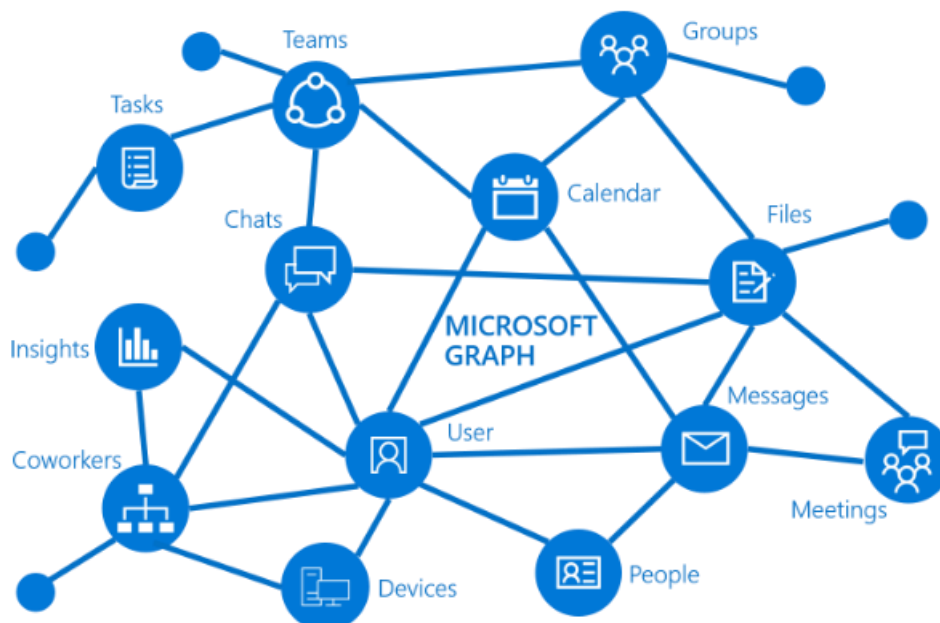 Teams
Groups
Tasks
Calendar
Chats
Files
MICROSOFT
GRAPH
Insights
Messages
User
Coworkers
Meetings
Devices
People